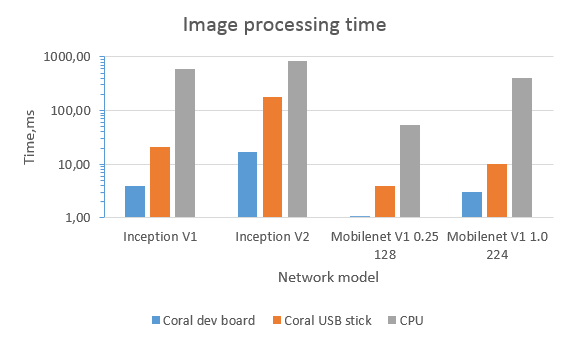 Image processing time
1000,00
100,00
10,00
1,00
Time,ms
Inception V1
Inception V2
Mobilenet V1 0.25
128
Mobilenet V1 1.0
224
Network model
Coral dev board
Coral USB stick
CPU